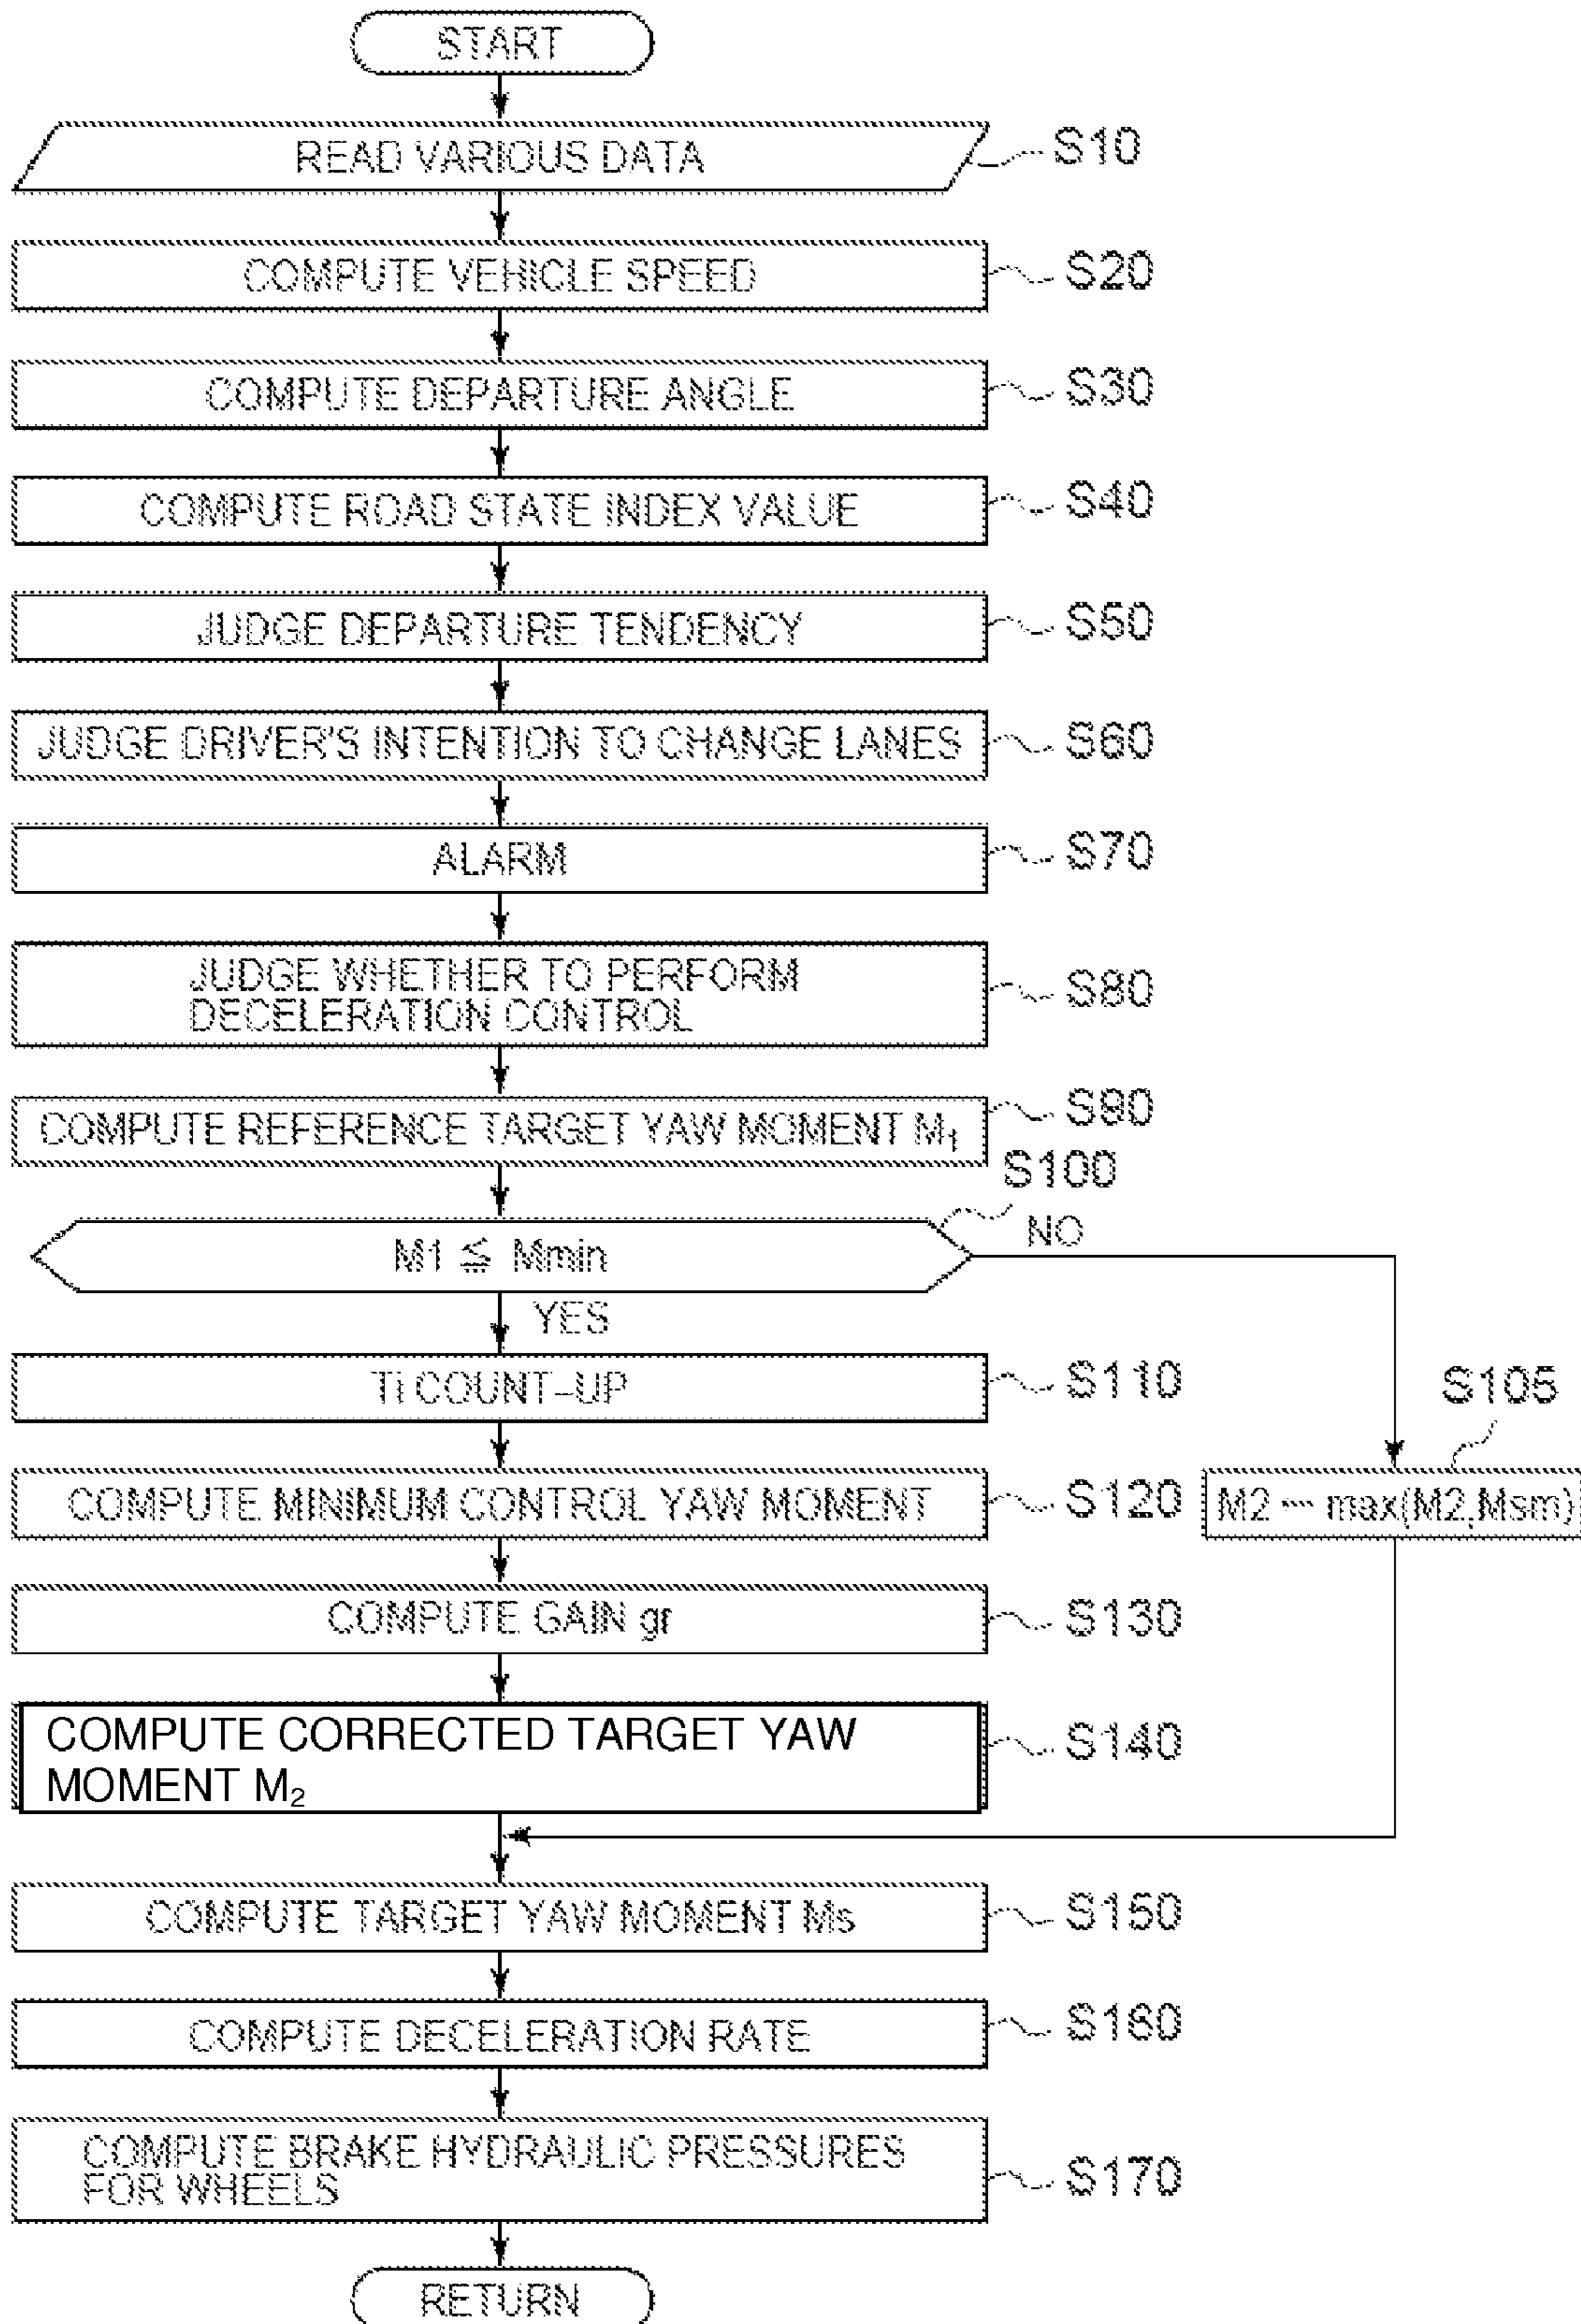 START
READ VARIOUS DATA
S10
COMPUTE VEHICLE SPEED
S20
COMPUTE DEPARTURE ANGLE
S30
COMPUTE ROAD STATE INDEX VALUE
S40
JUDGE DEPARTURE TENDENCY
S50
JUDGE DRIVER'S INTENTION TO CHANGE LANES
S60
ALARM
S70
JUDGE WHETHER TO PERFORM
DECELERATION CONTROL
S80
COMPUTE REFERENCE TARGET YAW MOMENT M₁
S90
S100
M1 ≦ Mmin
NO
YES
Ti COUNT-UP
S110
S105
M2 = max(M2,Msm)
COMPUTE MINIMUM CONTROL YAW MOMENT
S120
COMPUTE GAIN gr
S130
COMPUTE CORRECTED TARGET YAW
MOMENT M₂
S140
COMPUTE TARGET YAW MOMENT Ms
S150
COMPUTE DECELERATION RATE
S160
COMPUTE BRAKE HYDRAULIC PRESSURES
FOR WHEELS
S170
RETURN